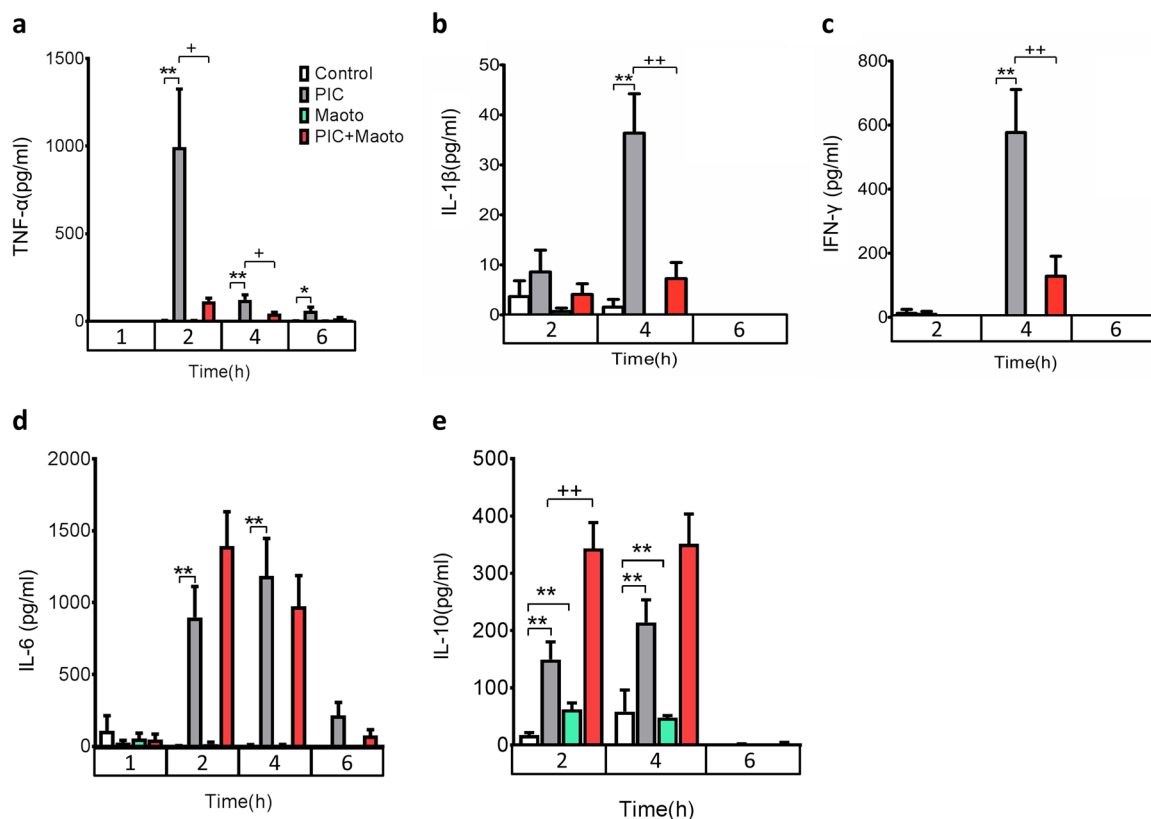 a
TNF-α(pg/ml)
1500
1000
500
0
**
+
**
+
*
1 2 4 6
Time(h)
Control
PIC
Maoto
PIC+Maoto
b
IL-1β(pg/ml)
50
40
30
20
10
0
**
++
2 4 6
Time(h)
c
IFN-γ (pg/ml)
800
600
400
200
0
**
++
2 4 6
Time(h)
d
IL-6 (pg/ml)
2000
1500
1000
500
0
**
**
1 2 4 6
Time(h)
e
IL-10(pg/ml)
500
400
300
200
100
0
++
**
**
**
**
2 4 6
Time(h)